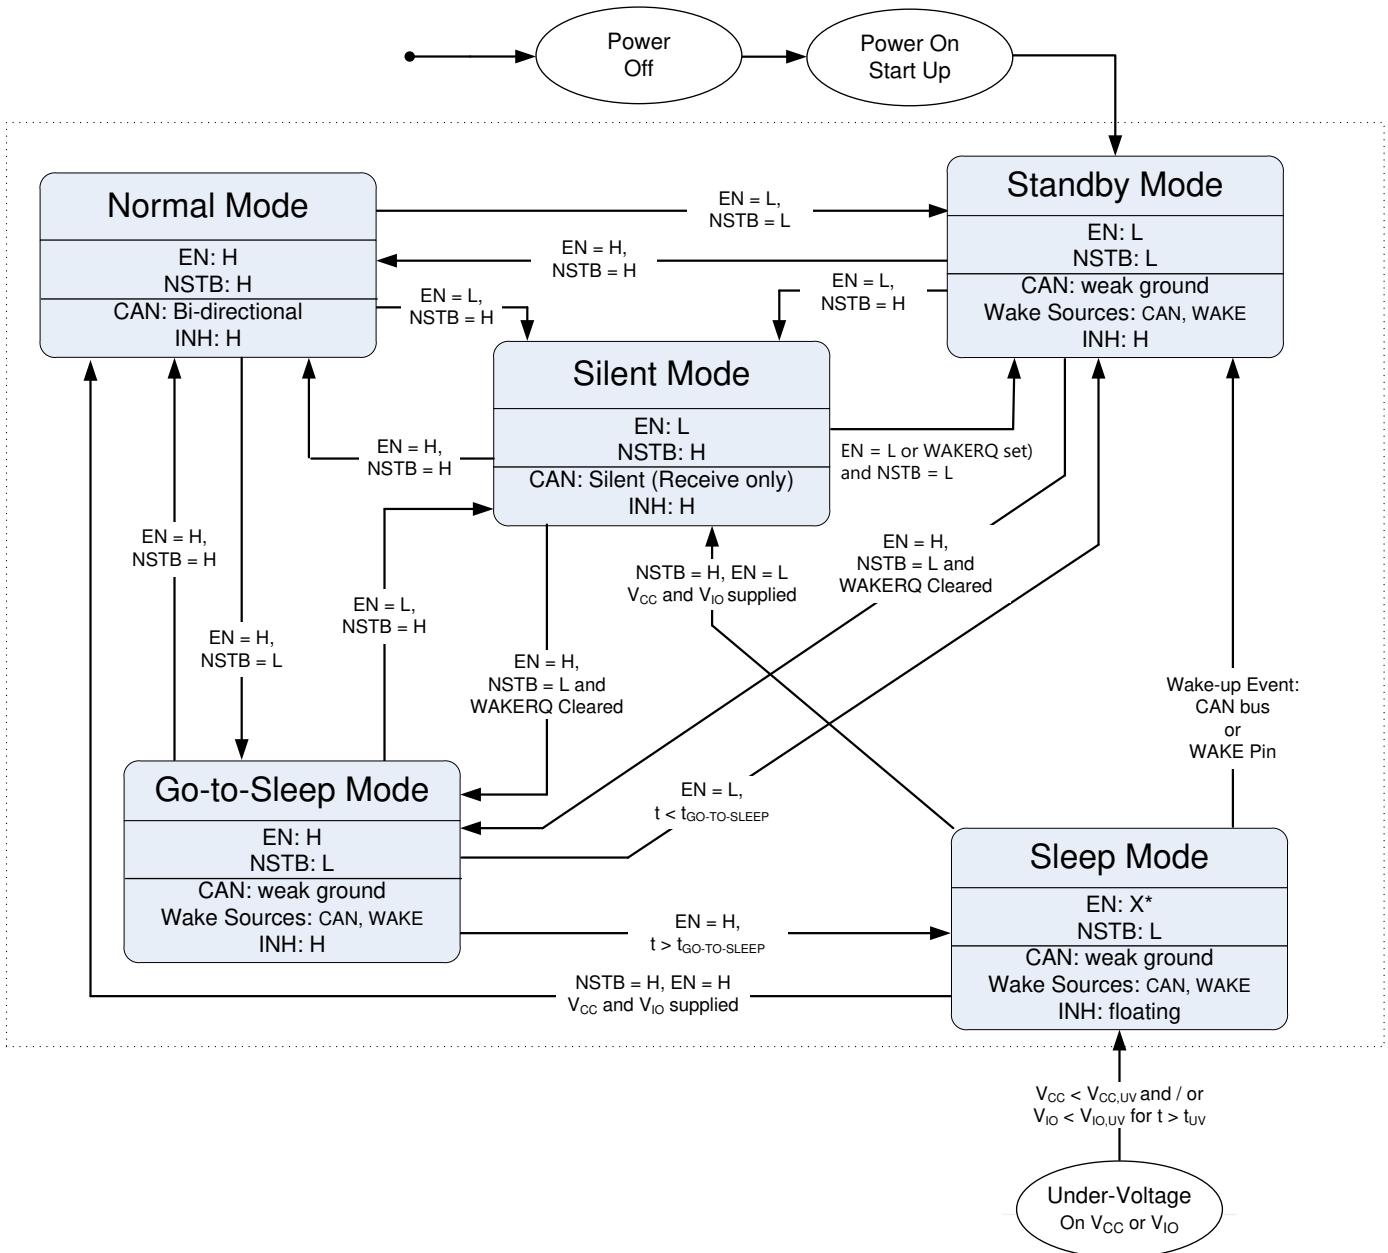 Power
Off
Power On
Start Up
Normal Mode
EN: H
NSTB: H
CAN: Bi-directional
INH: H
EN = L,
NSTB = L
EN = H,
NSTB = H
EN = L,
NSTB = H
EN = L,
NSTB = H
Standby Mode
EN: L
NSTB: L
CAN: weak ground
Wake Sources: CAN, WAKE
INH: H
Silent Mode
EN: L
NSTB: H
CAN: Silent (Receive only)
INH: H
EN = H,
NSTB = H
EN = L or WAKERQ set)
and NSTB = L
EN = H,
NSTB = H
EN = H,
NSTB = L
EN = L,
NSTB = H
EN = H,
NSTB = L and
WAKERQ Cleared
NSTB = H, EN = L
VCC and VIO supplied
EN = H,
NSTB = L and
WAKERQ Cleared
Wake-up Event:
CAN bus
or
WAKE Pin
Go-to-Sleep Mode
EN: H
NSTB: L
CAN: weak ground
Wake Sources: CAN, WAKE
INH: H
EN = L,
t < tGO-TO-SLEEP
EN = H,
t > tGO-TO-SLEEP
NSTB = H, EN = H
VCC and VIO supplied
Sleep Mode
EN: X*
NSTB: L
CAN: weak ground
Wake Sources: CAN, WAKE
INH: floating
VCC < VCC,UV and / or
VIO < VIO,UV for t > tUV
Under-Voltage
On VCC or VIO